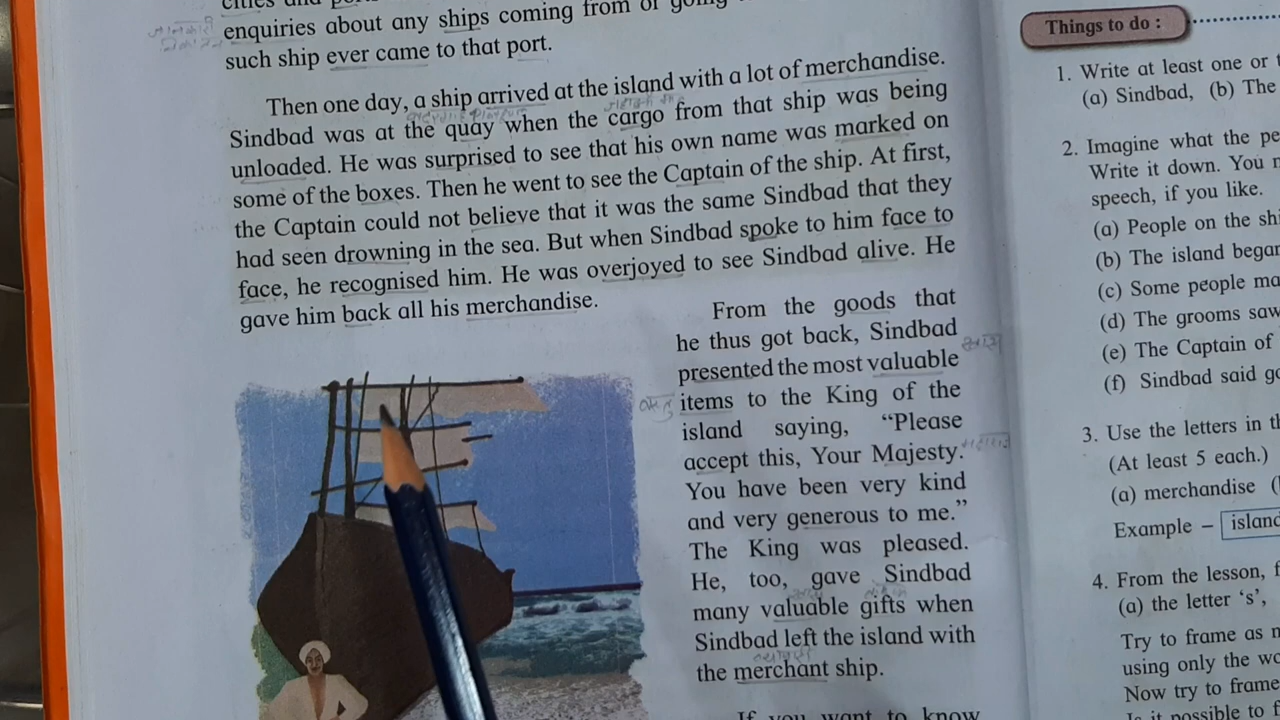 enquiries about any ships coming from or going
such ship ever came to that port.
Then one day, a ship arrived at the island with a lot of merchandise.
Sindbad was at the quay when the cargo from that ship was being
unloaded. He was surprised to see that his own name was marked on
some of the boxes. Then he went to see the Captain of the ship. At first,
the Captain could not believe that it was the same Sindbad that they
had seen drowning in the sea. But when Sindbad spoke to him face to
face, he recognised him. He was overjoyed to see Sindbad alive. He
gave him back all his merchandise.
From the goods that
he thus got back, Sindbad
presented the most valuable
items to the King of the
island saying, “Please
accept this, Your Majesty.
You have been very kind
and very generous to me.”
The King was pleased.
He, too, gave Sindbad
many valuable gifts when
Sindbad left the island with
the merchant ship.
If you want to know
Things to do :
1. Write at least one or
(a) Sindbad, (b) The
2. Imagine what the
Write it down. You
speech, if you like.
(a) People on the
(b) The island
(c) Some people
(d) The grooms saw
(e) The Captain of
(f) Sindbad said
3. Use the letters in
(At least 5 each.)
(a) merchandise
Example – island
4. From the lesson,
(a) the letter ‘s’,
Try to frame as
using only the
Now try to frame
Is it possible to